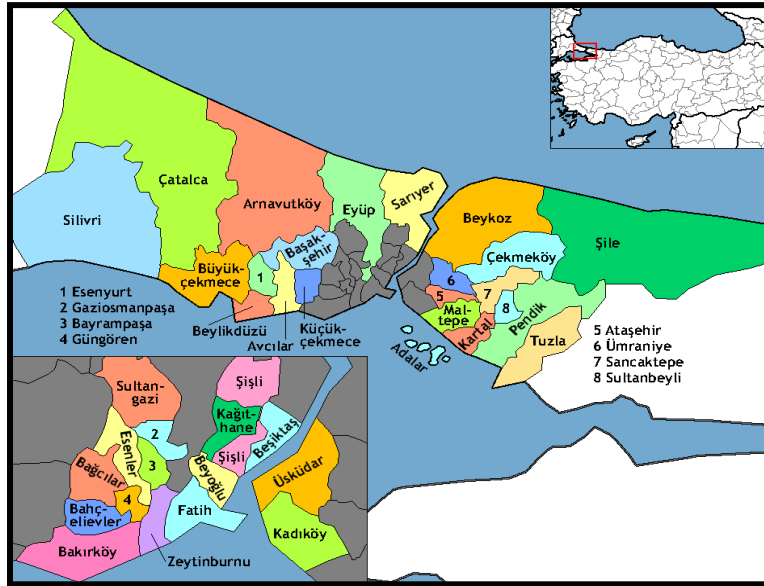 Çatalca
Silivri
Arnavutköy
Eyüp
Sarıyer
Beykoz
Şile
Başak-
şehir
Çekmeköy
Büyük-
çekmece
1
6
7
5
8
1 Esenyurt
2 Gaziosmanpaşa
3 Bayrampaşa
4 Güngören
Beylikdüzü
Avcılar
Küçük-
çekmece
Mal-
tepe
Kartal
Pendik
Tuzla
Adalar
5 Ataşehir
6 Ümraniye
7 Sancaktepe
8 Sultanbeyli
Sultan-
gazi
Şişli
Kağıt-
hane
Beşiktaş
2
Esenler
3
Şişli
Bağcılar
Beyoğlu
Üsküdar
4
Bahç-
elievler
Fatih
Kadıköy
Bakırköy
Zeytinburnu